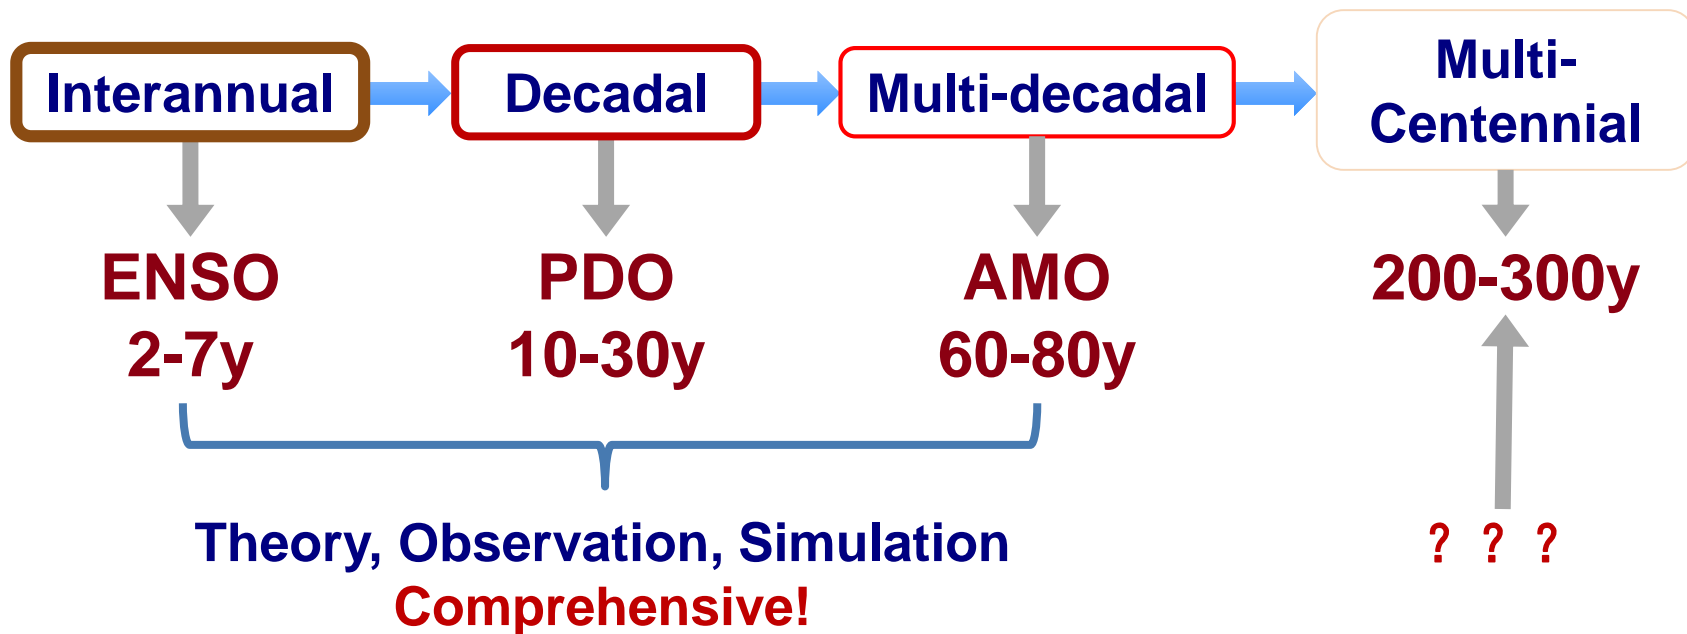 Interannual
Decadal
Multi-decadal
Multi-
Centennial
ENSO
2-7y
PDO
10-30y
AMO
60-80y
200-300y
Theory, Observation, Simulation
Comprehensive!
? ? ?